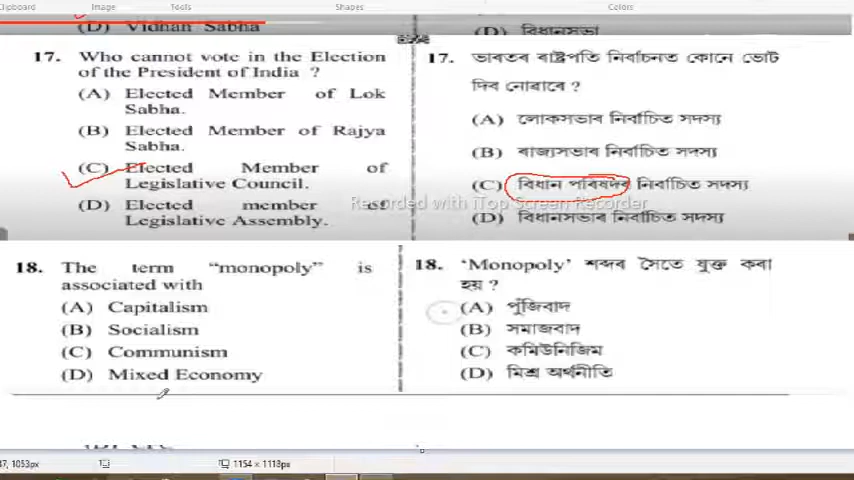 Clipboard
Image
Tools
Shapes
Colors
(D) Vidhan Sabha
(D) বিধানসভা
17. Who cannot vote in the Election
of the President of India ?
(A) Elected Member of Lok
Sabha.
(B) Elected Member of Rajya
Sabha.
(C) Elected Member of
Legislative Council.
(D) Elected member of
Legislative Assembly.
17. ভাৰতৰ ৰাষ্ট্ৰপতি নিৰ্বাচনত কোনে ভোট
দিব নোৱাৰে ?
(A) লোকসভাৰ নিৰ্বাচিত সদস্য
(B) ৰাজ্যসভাৰ নিৰ্বাচিত সদস্য
(C) বিধান পৰিষদৰ নিৰ্বাচিত সদস্য
(D) বিধানসভাৰ নিৰ্বাচিত সদস্য
Recorded with iTop Screen Recorder
18. The term "monopoly" is
associated with
(A) Capitalism
(B) Socialism
(C) Communism
(D) Mixed Economy
18. 'Monopoly' শব্দৰ সৈতে যুক্ত কৰা
হয় ?
(A) পুঁজিবাদ
(B) সমাজবাদ
(C) কমিউনিজিম
(D) মিশ্ৰ অৰ্থনীতি
47, 1053px
1154 × 1118px